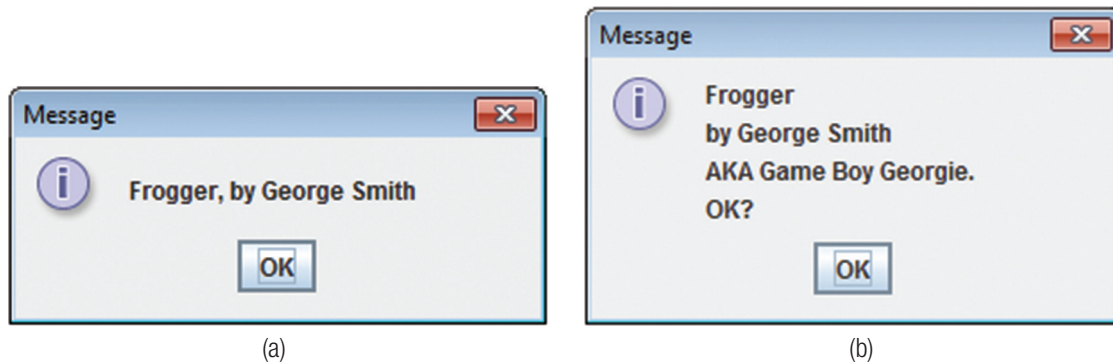 Message
i
Frogger, by George Smith
OK
(a)
Message
i
Frogger
by George Smith
AKA Game Boy Georgie.
OK?
OK
(b)